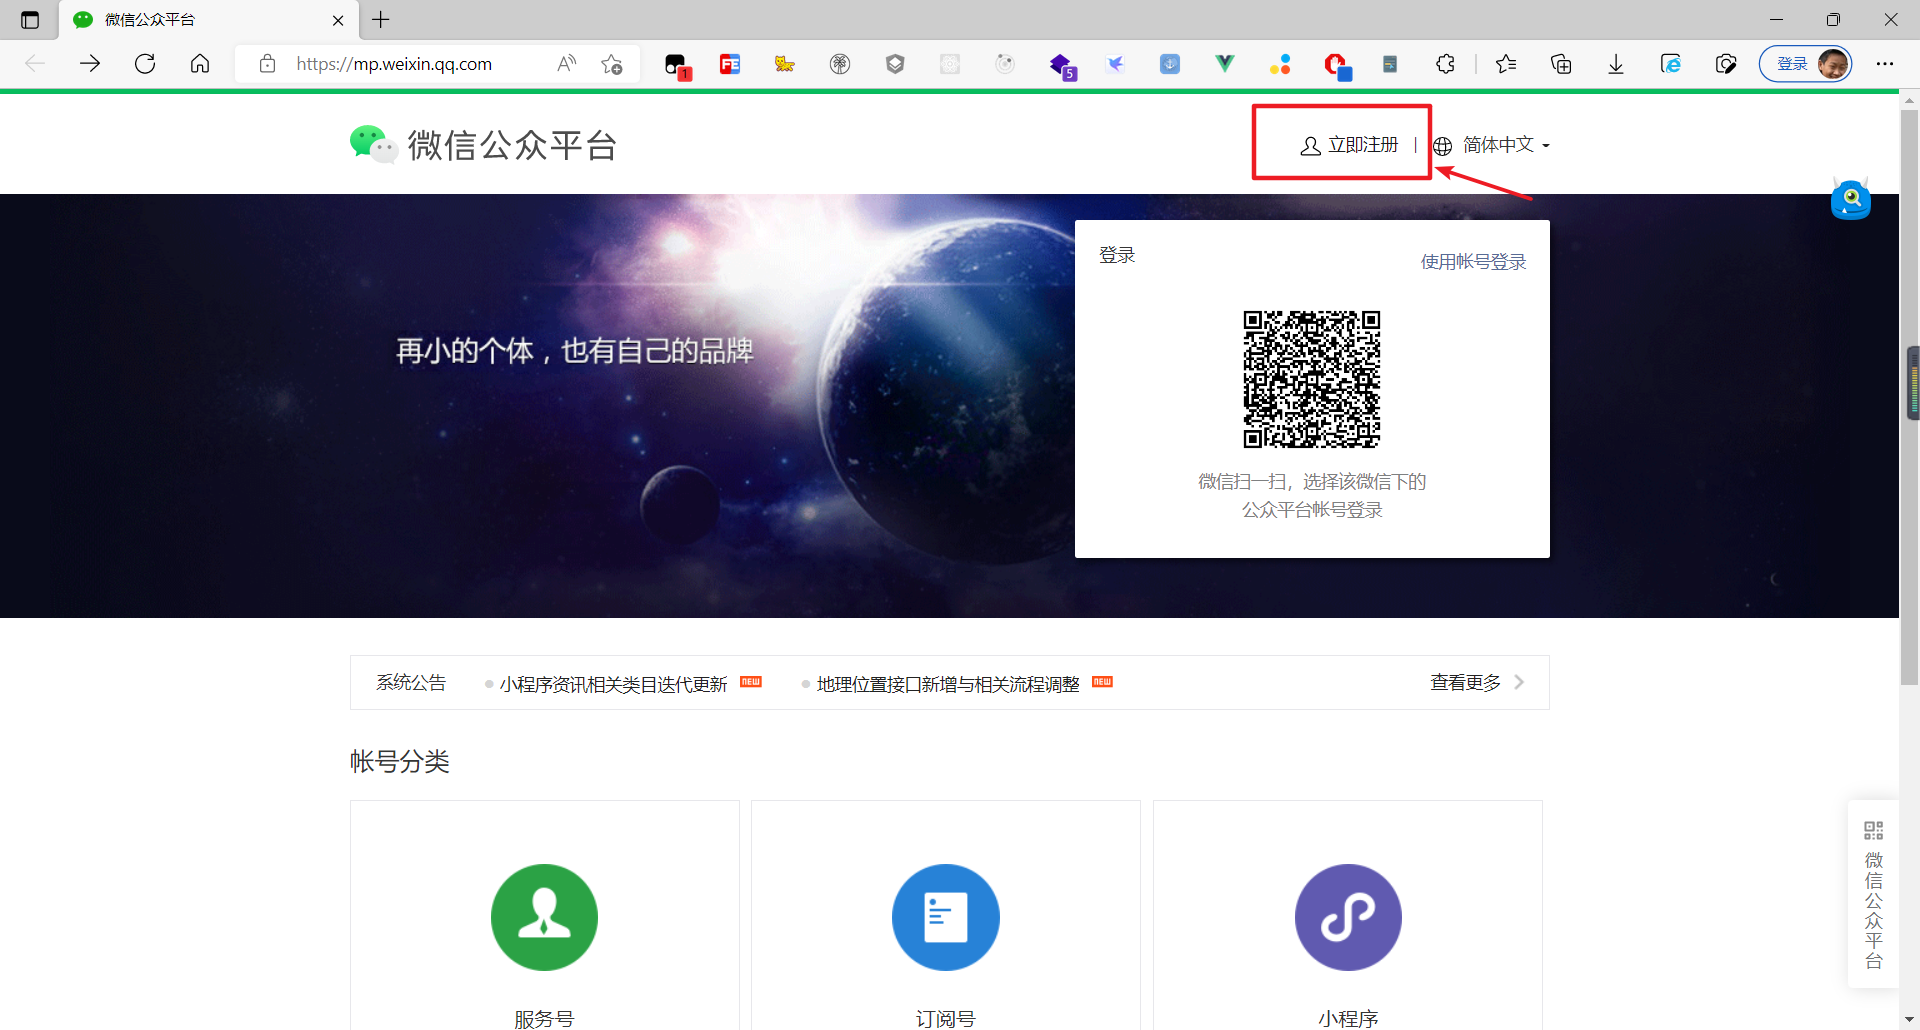 微信公众平台
https://mp.weixin.qq.com
1
F3
5
登录
微信公众平台
立即注册
简体中文
再小的个体，也有自己的品牌
登录
使用帐号登录
微信扫一扫，选择该微信下的
公众平台帐号登录
系统公告
小程序资讯相关类目迭代更新 NEW
地理位置接口新增与相关流程调整 NEW
查看更多
帐号分类
服务号
订阅号
小程序
微信公众平台